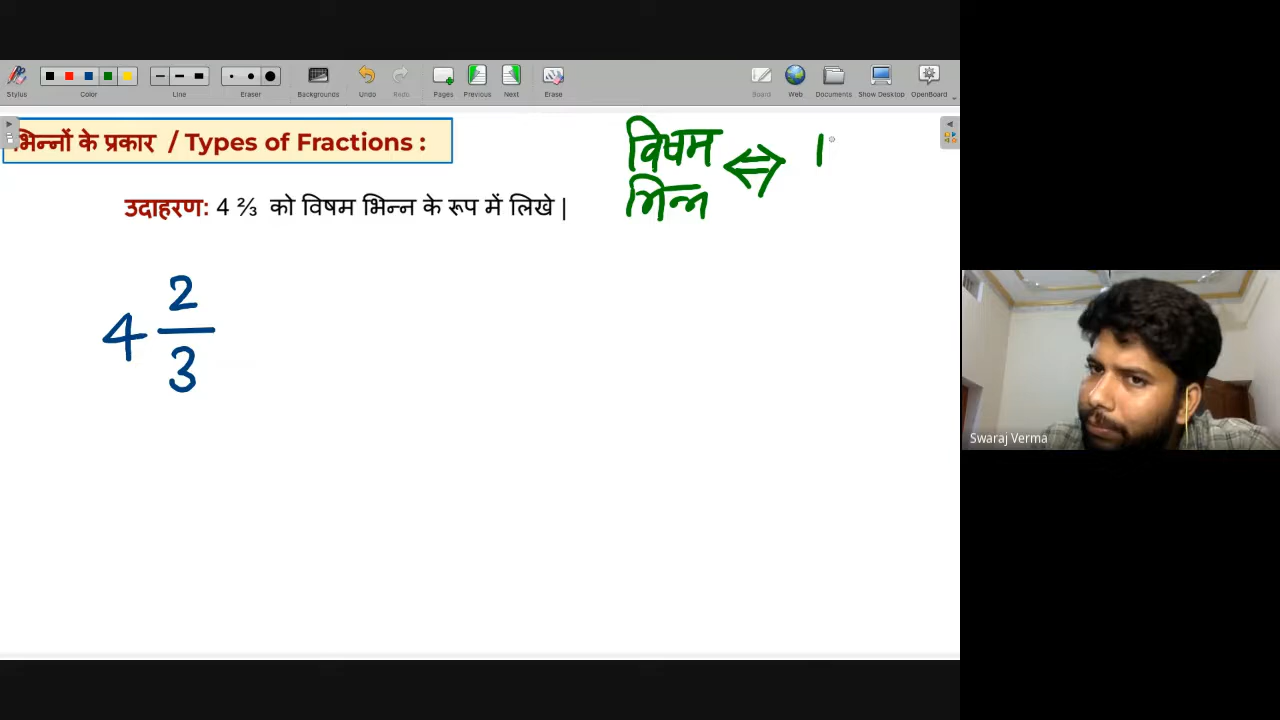 Stylus
Color
Line
Eraser
Backgrounds
Undo
Redo
Pages
Previous
Next
Erase
Board
Web
Documents
Show Desktop
OpenBoard
भिन्नों के प्रकार / Types of Fractions :
उदाहरण: 4 ⅔ को विषम भिन्न के रूप में लिखे |
विषम
भिन्न
4 2/3
Swaraj Verma